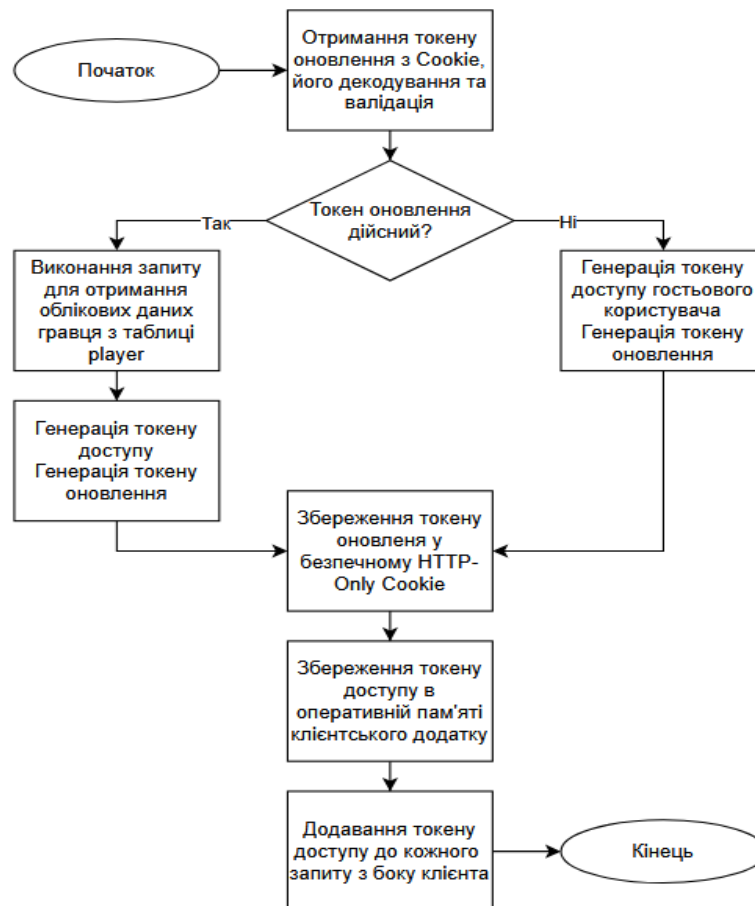 Початок
Отримання токену
оновлення з Cookie,
його декодування та
валідація
Токен оновлення
дійсний?
Так
Ні
Виконання запиту
для отримання
облікових даних
гравця з таблиці
player
Генерація токену
доступу гостьового
користувача
Генерація токену
оновлення
Генерація токену
доступу
Генерація токену
оновлення
Збереження токену
оновленя у
безпечному HTTP-
Only Cookie
Збереження токену
доступу в
оперативній пам'яті
клієнтського додатку
Додавання токену
доступу до кожного
запиту з боку клієнта
Кінець